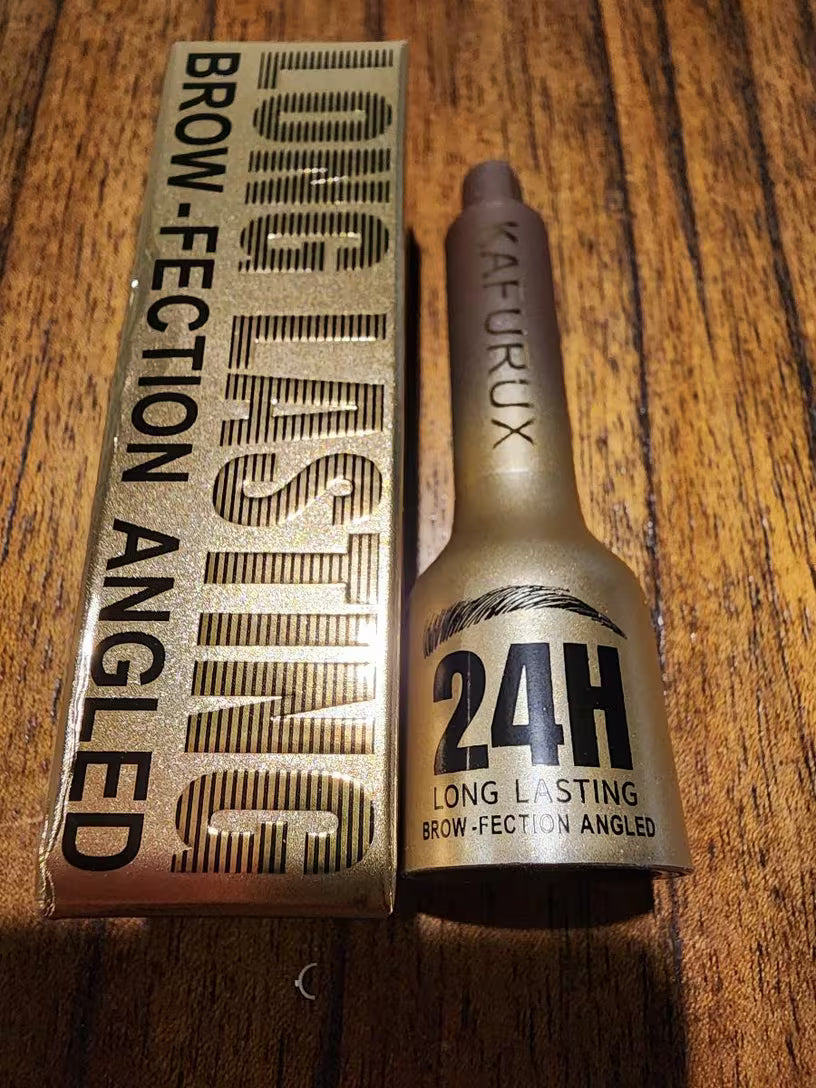 LONG LASTING
BROW-FECTION ANGLED
KAFURUX
24H
LONG LASTING
BROW-FECTION ANGLED